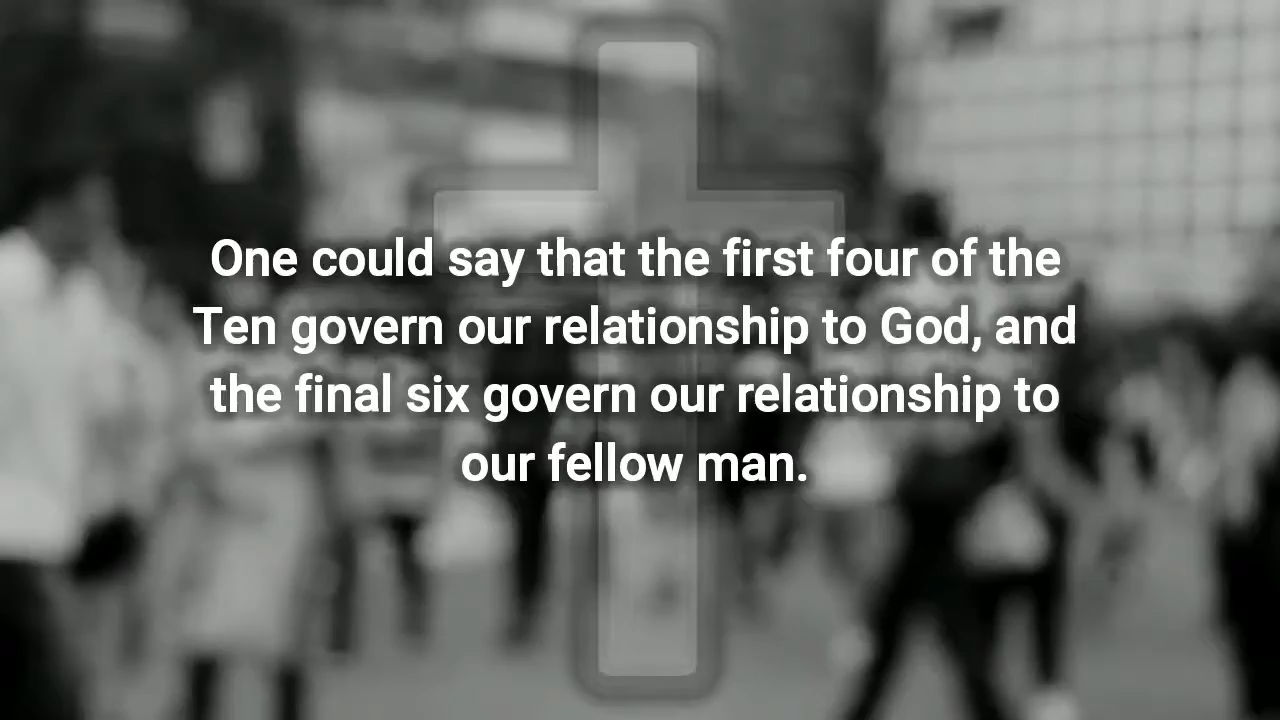 One could say that the first four of the
Ten govern our relationship to God, and
the final six govern our relationship to
our fellow man.